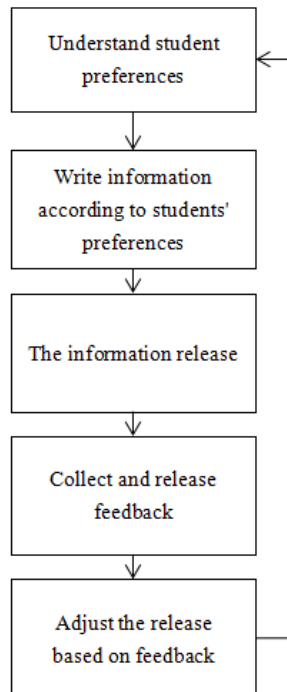 Understand student
preferences
Write information
according to students'
preferences
The information release
Collect and release
feedback
Adjust the release
based on feedback